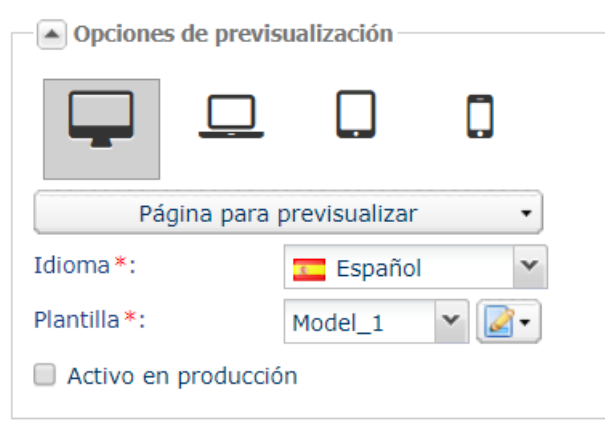 Opciones de previsualización
Página para previsualizar
Idioma*:
Español
Plantilla*:
Model_1
Activo en producción